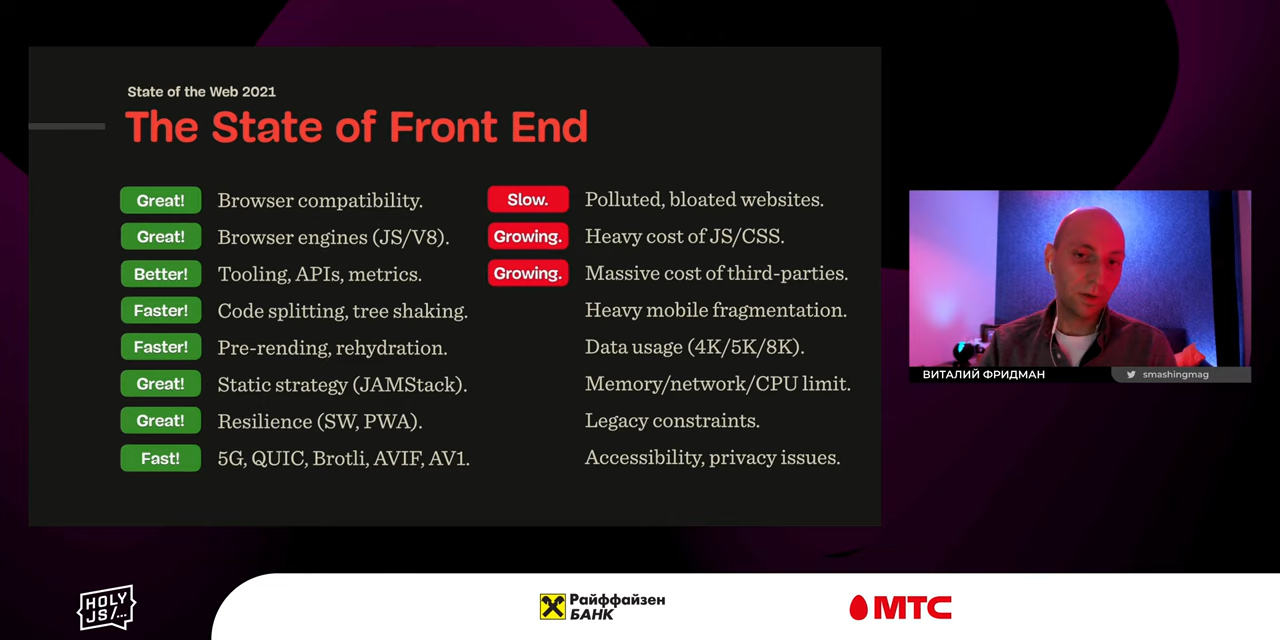 State of the Web 2021
The State of Front End
Great! Browser compatibility.
Great! Browser engines (JS/V8).
Better! Tooling, APIs, metrics.
Faster! Code splitting, tree shaking.
Faster! Pre-rending, rehydration.
Great! Static strategy (JAMStack).
Great! Resilience (SW, PWA).
Fast! 5G, QUIC, Brotli, AVIF, AV1.
Slow. Polluted, bloated websites.
Growing. Heavy cost of JS/CSS.
Growing. Massive cost of third-parties.
Heavy mobile fragmentation.
Data usage (4K/5K/8K).
Memory/network/CPU limit.
Legacy constraints.
Accessibility, privacy issues.
ВИТАЛИЙ ФРИДМАН
smashingmag
HOLY
JS/...
Райффайзен
БАНК
МТС